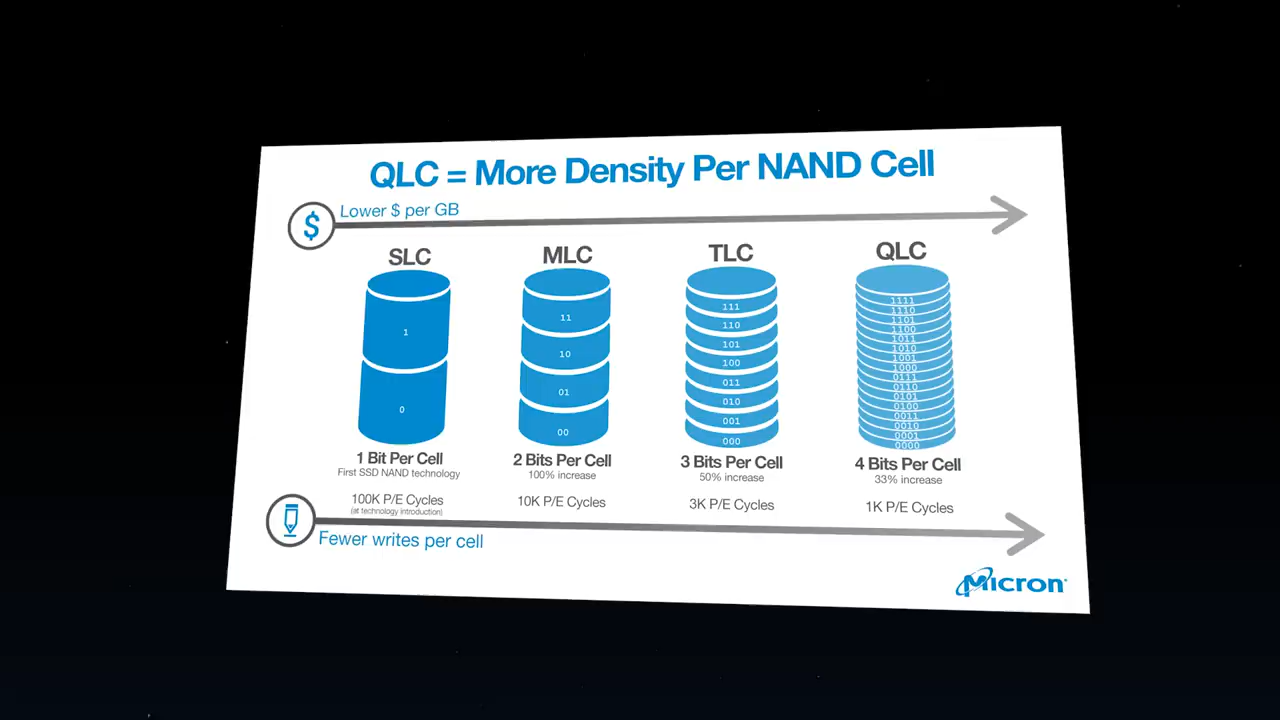 QLC = More Density Per NAND Cell
$
Lower $ per GB
SLC
MLC
TLC
QLC
1
0
11
10
01
00
111
110
101
100
011
010
001
000
1111
1110
1101
1100
1011
1010
1001
1000
0111
0110
0101
0100
0011
0010
0001
0000
1 Bit Per Cell
First SSD NAND technology
100K P/E Cycles
(at technology introduction)
2 Bits Per Cell
100% increase
10K P/E Cycles
3 Bits Per Cell
50% increase
3K P/E Cycles
4 Bits Per Cell
33% increase
1K P/E Cycles
Fewer writes per cell
Micron